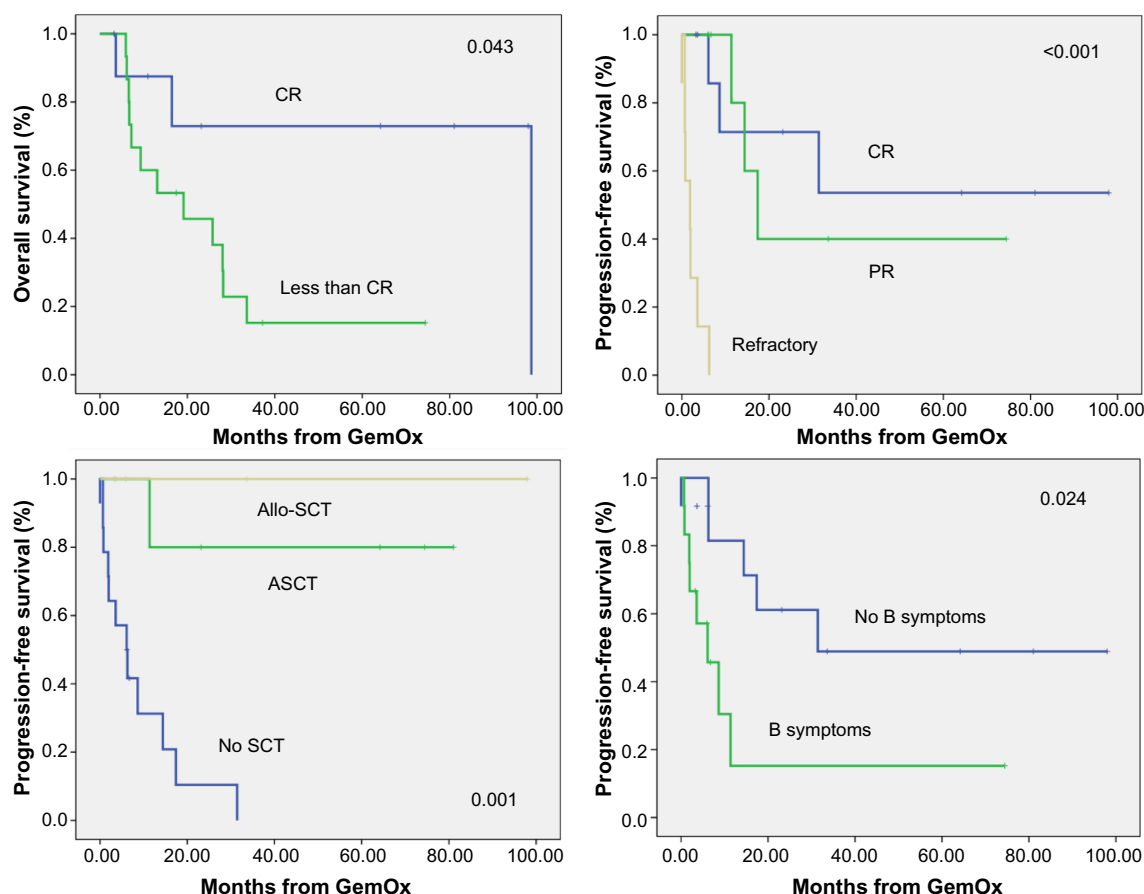 Overall survival (%)
1.0
0.8
0.6
0.4
0.2
0.0
0.043
CR
Less than CR
0.00 20.00 40.00 60.00 80.00 100.00
Months from GemOx
Progression-free survival (%)
1.0
0.8
0.6
0.4
0.2
0.0
<0.001
CR
PR
Refractory
0.00 20.00 40.00 60.00 80.00 100.00
Months from GemOx
Progression-free survival (%)
1.0
0.8
0.6
0.4
0.2
0.0
Allo-SCT
ASCT
No SCT
0.001
0.00 20.00 40.00 60.00 80.00 100.00
Months from GemOx
Progression-free survival (%)
1.0
0.8
0.6
0.4
0.2
0.0
0.024
No B symptoms
B symptoms
0.00 20.00 40.00 60.00 80.00 100.00
Months from GemOx